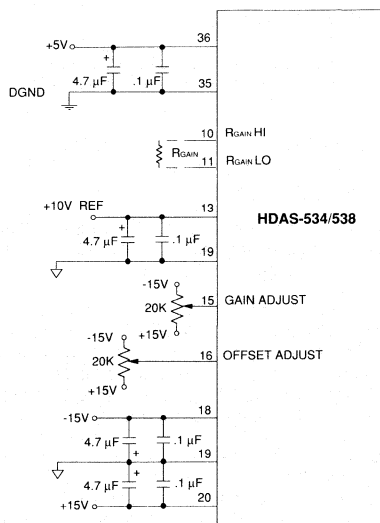 +5V
36
+
4.7 µF
.1 µF
DGND
35
10
RGAIN HI
RGAIN
11
RGAIN LO
+10V REF
13
HDAS-534/538
+
4.7 µF
.1 µF
19
-15V
20K
15
GAIN ADJUST
+15V
-15V
20K
16
OFFSET ADJUST
+15V
-15V
18
4.7 µF
.1 µF
+
19
+
4.7 µF
.1 µF
+15V
20